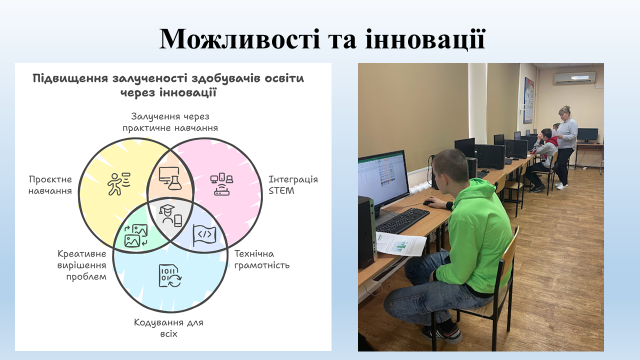 Можливості та інновації
Підвищення залученості здобувачів освіти
через інновації
Залучення через
практичне навчання
Проєктне
навчання
Інтеграція
STEM
Креативне
вирішення
проблем
Технічна
грамотність
Кодування для
всіх